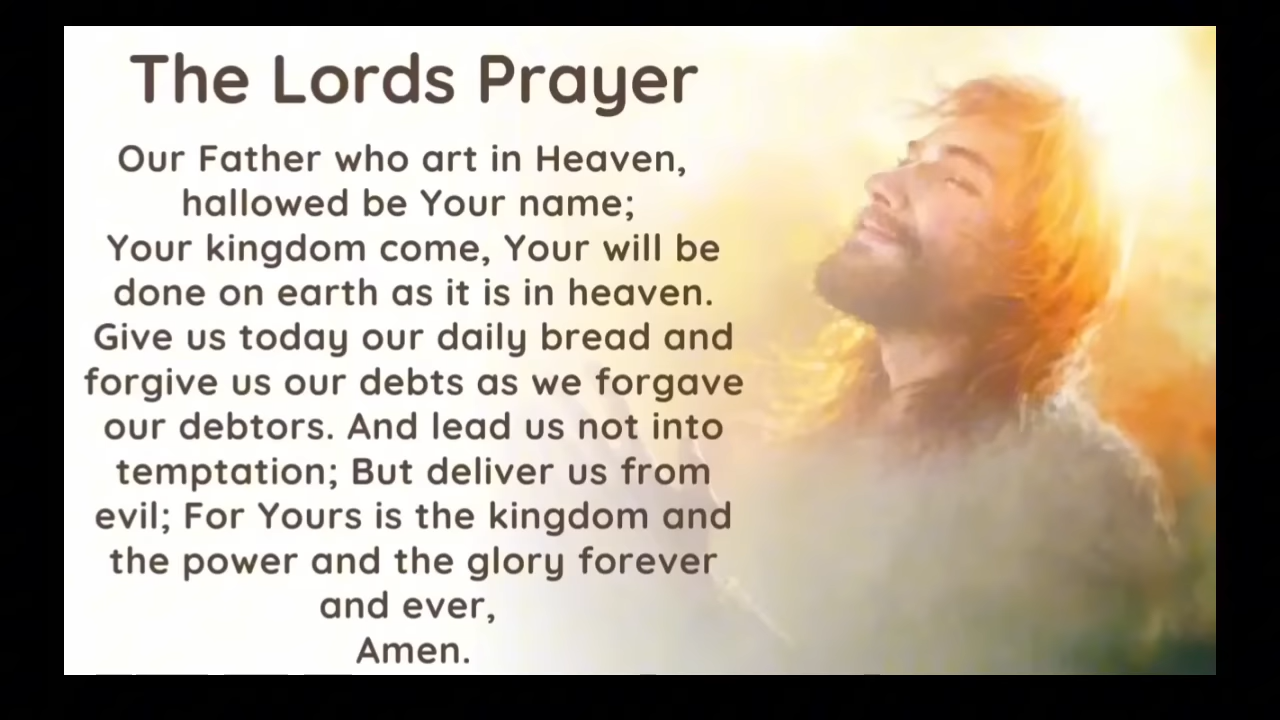 The Lords Prayer
Our Father who art in Heaven,
hallowed be Your name;
Your kingdom come, Your will be
done on earth as it is in heaven.
Give us today our daily bread and
forgive us our debts as we forgave
our debtors. And lead us not into
temptation; But deliver us from
evil; For Yours is the kingdom and
the power and the glory forever
and ever,
Amen.